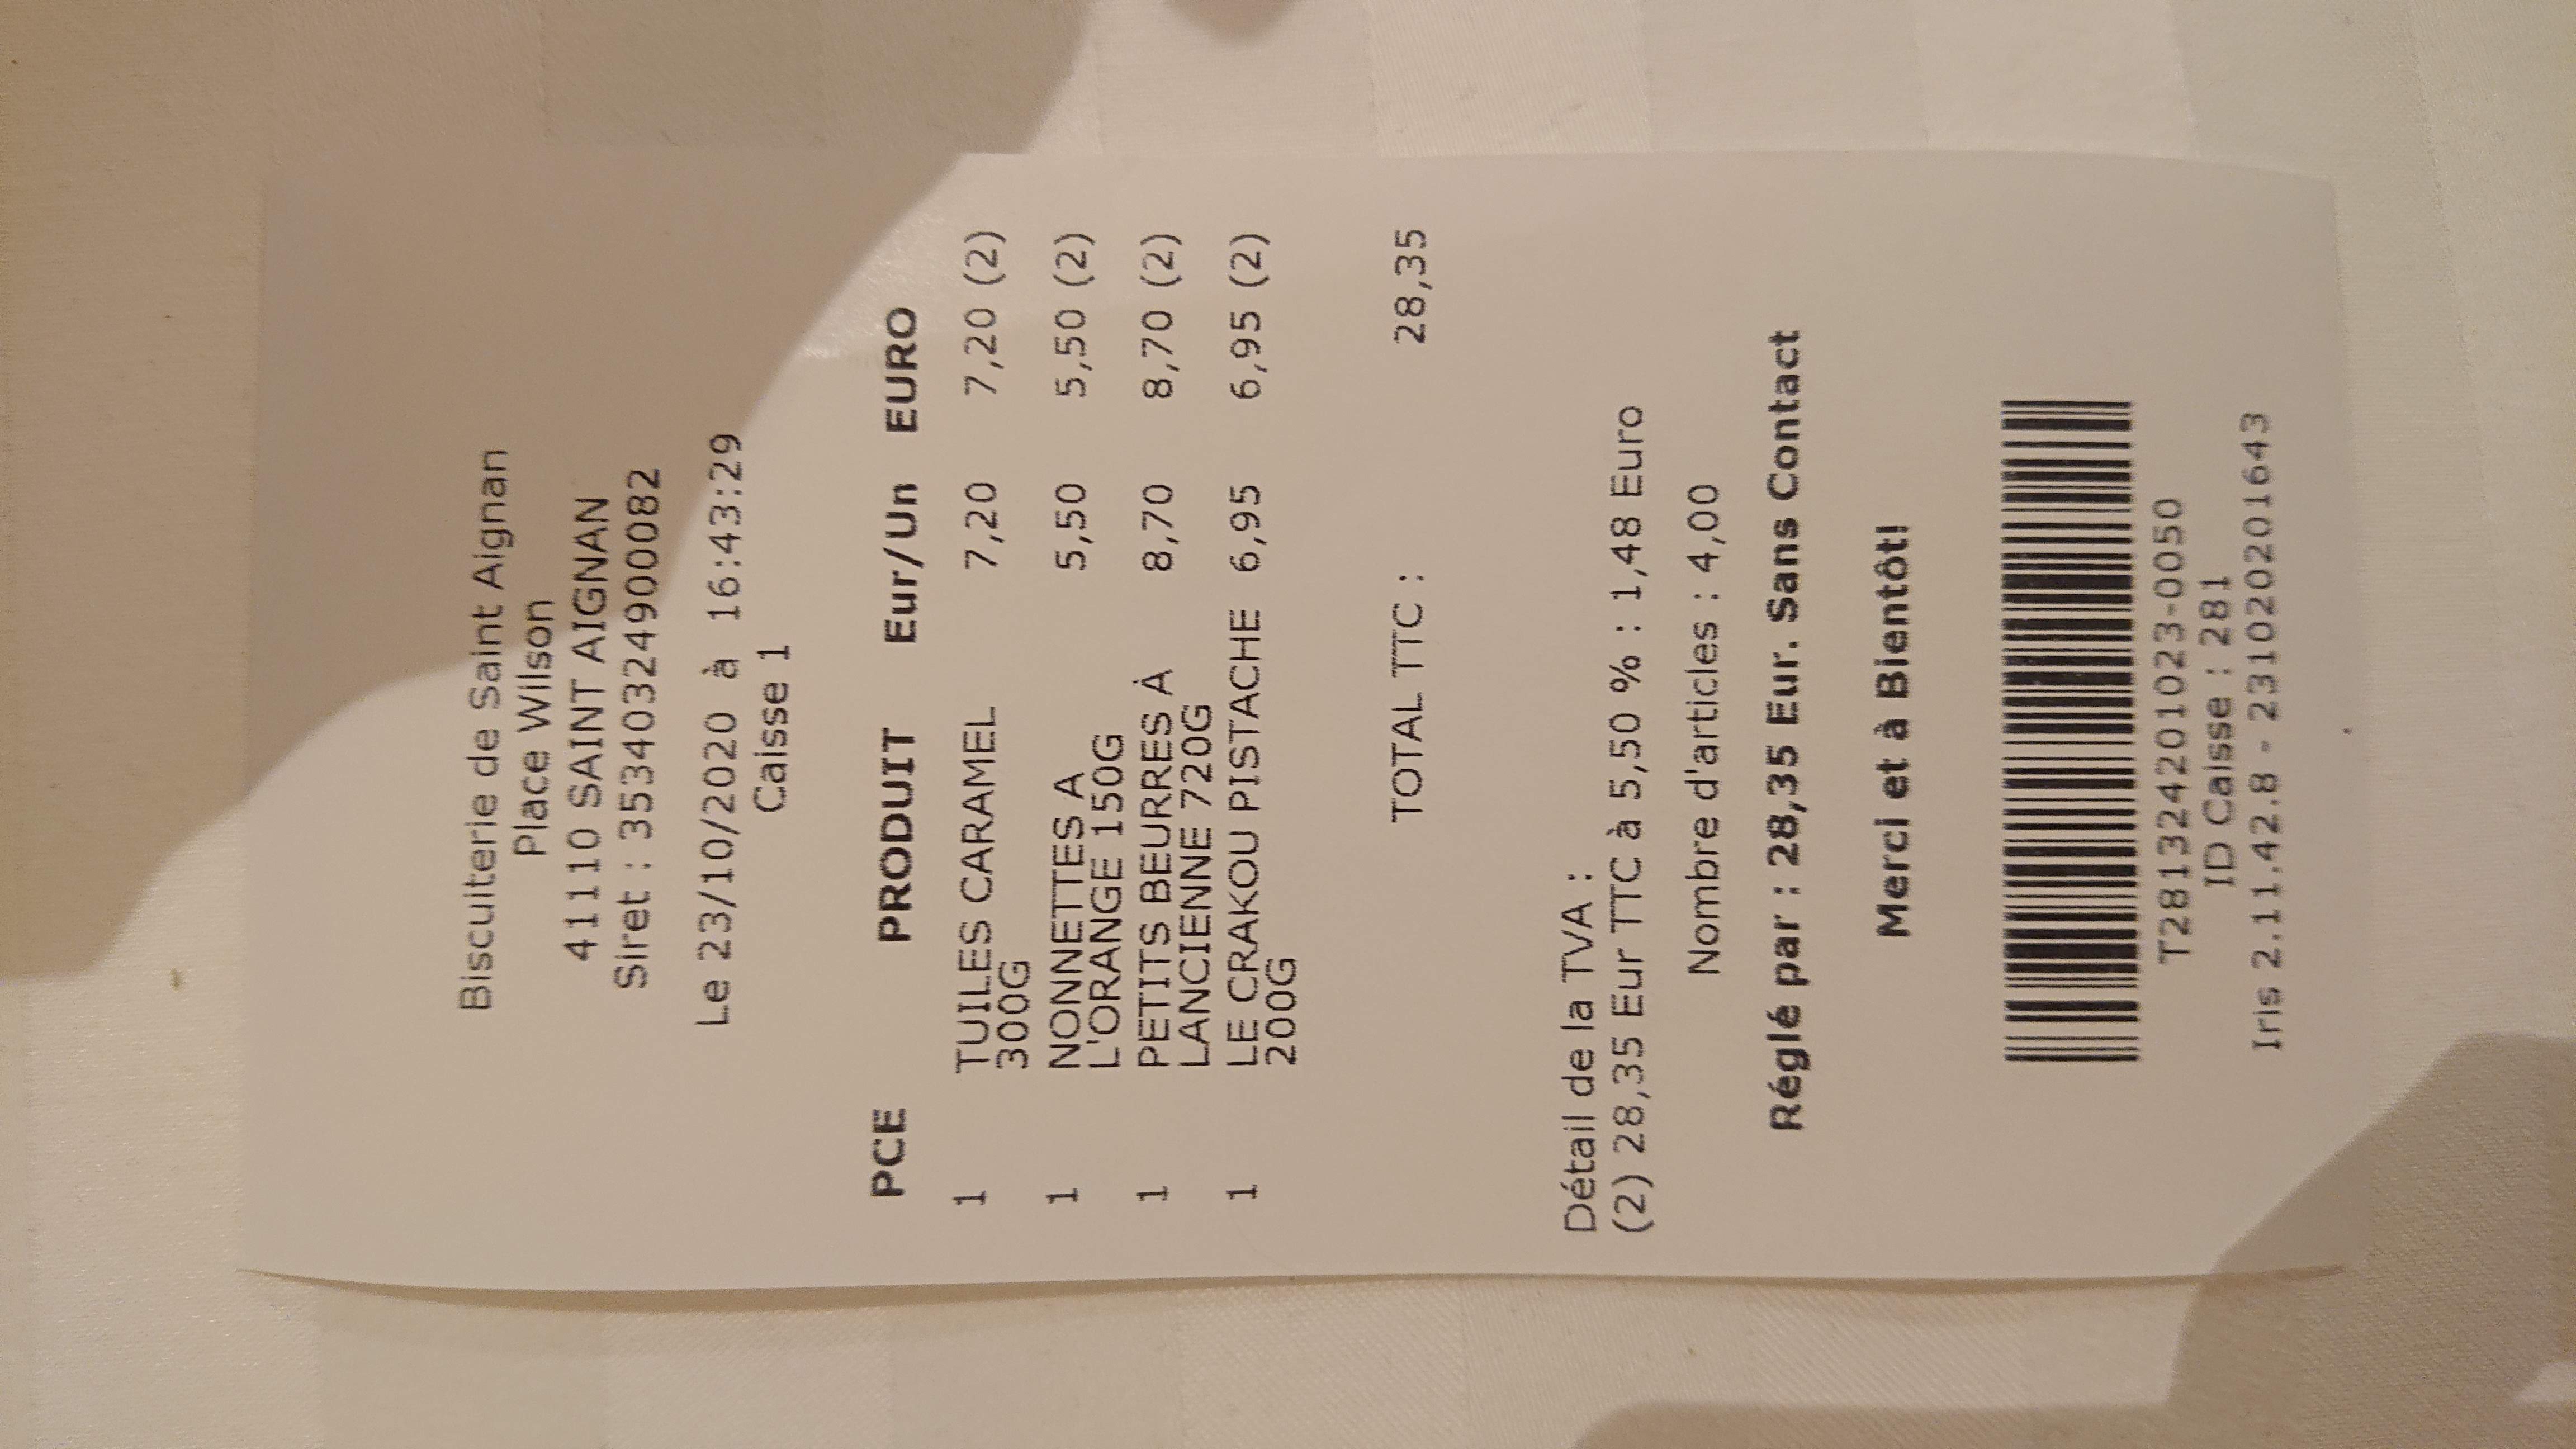 Biscuiterie de Saint Aignan
Place Wilson
41110 SAINT AIGNAN
Siret : 35340324900082
Le 23/10/2020 à 16:43:29
Caisse 1
PCE PRODUIT Eur/Un EURO
1 TUILES CARAMEL 7,20 7,20 (2)
300G
1 NONNETTES A 5,50 5,50 (2)
L'ORANGE 150G
1 PETITS BEURRES À 8,70 8,70 (2)
LANCIENNE 720G
1 LE CRAKOU PISTACHE 6,95 6,95 (2)
200G
TOTAL TTC : 28,35
Détail de la TVA :
(2) 28,35 Eur TTC à 5,50 % : 1,48 Euro
Nombre d'articles : 4,00
Réglé par : 28,35 Eur. Sans Contact
Merci et à Bientôt!
T28132420​1023-0050
ID Caisse : 281
Iris 2.11.42.8 - 231020201643